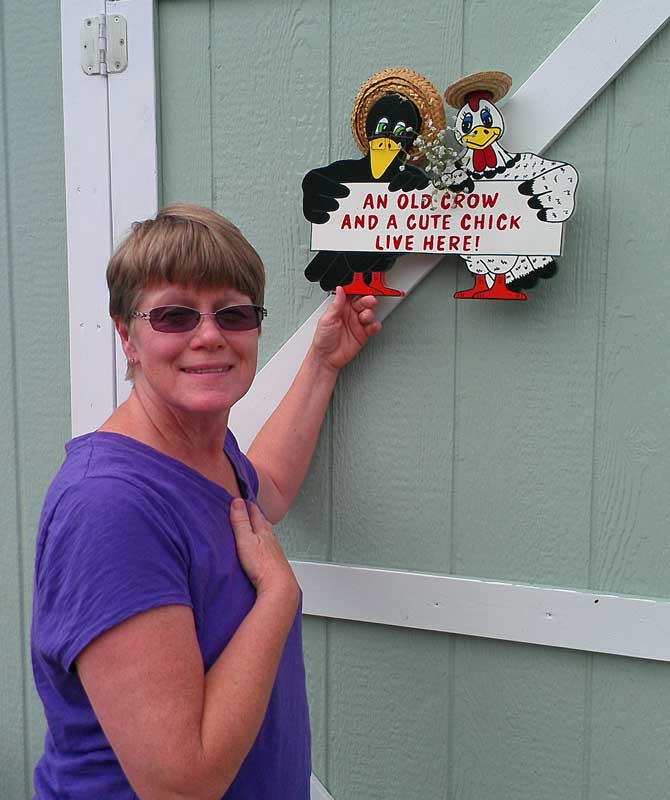 AN OLD CROW
AND A CUTE CHICK
LIVE HERE!